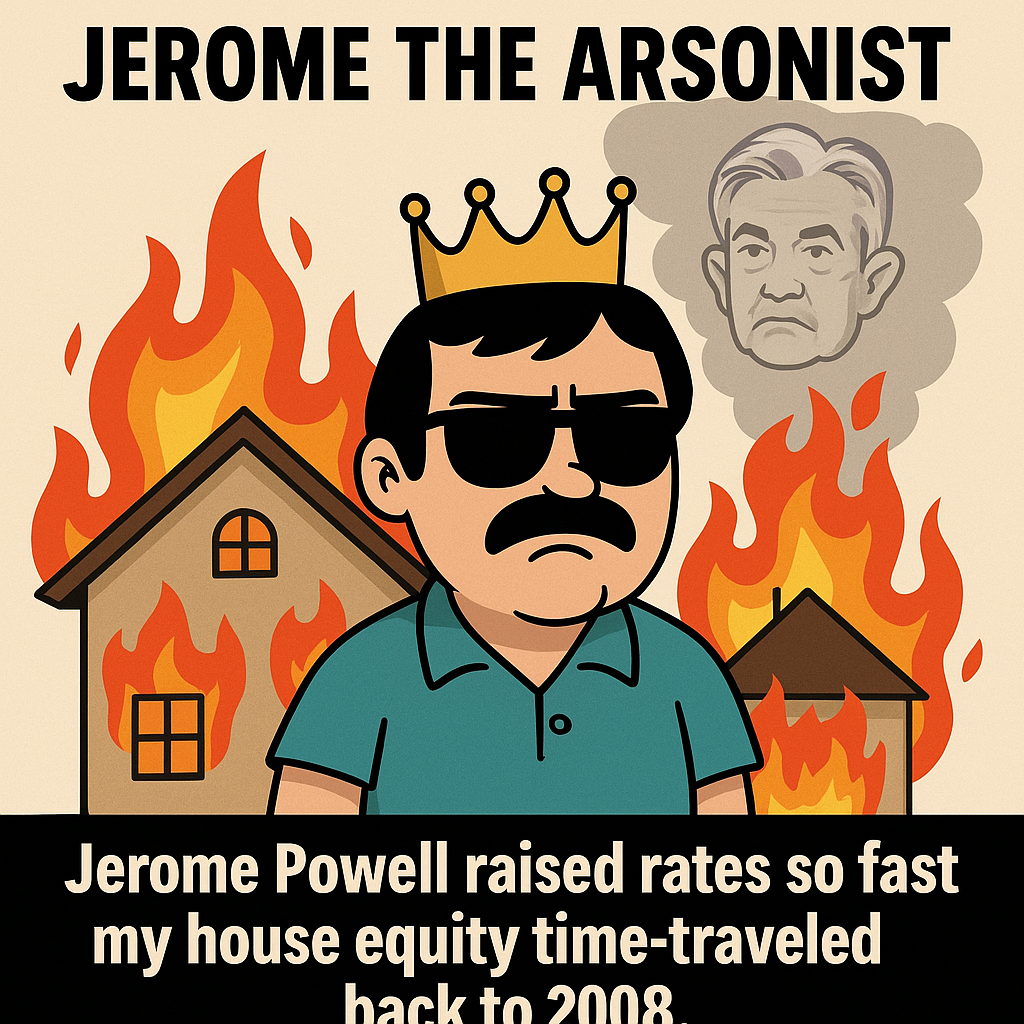 JEROME THE ARSONIST
Jerome Powell raised rates so fast
my house equity time-traveled
back to 2008.